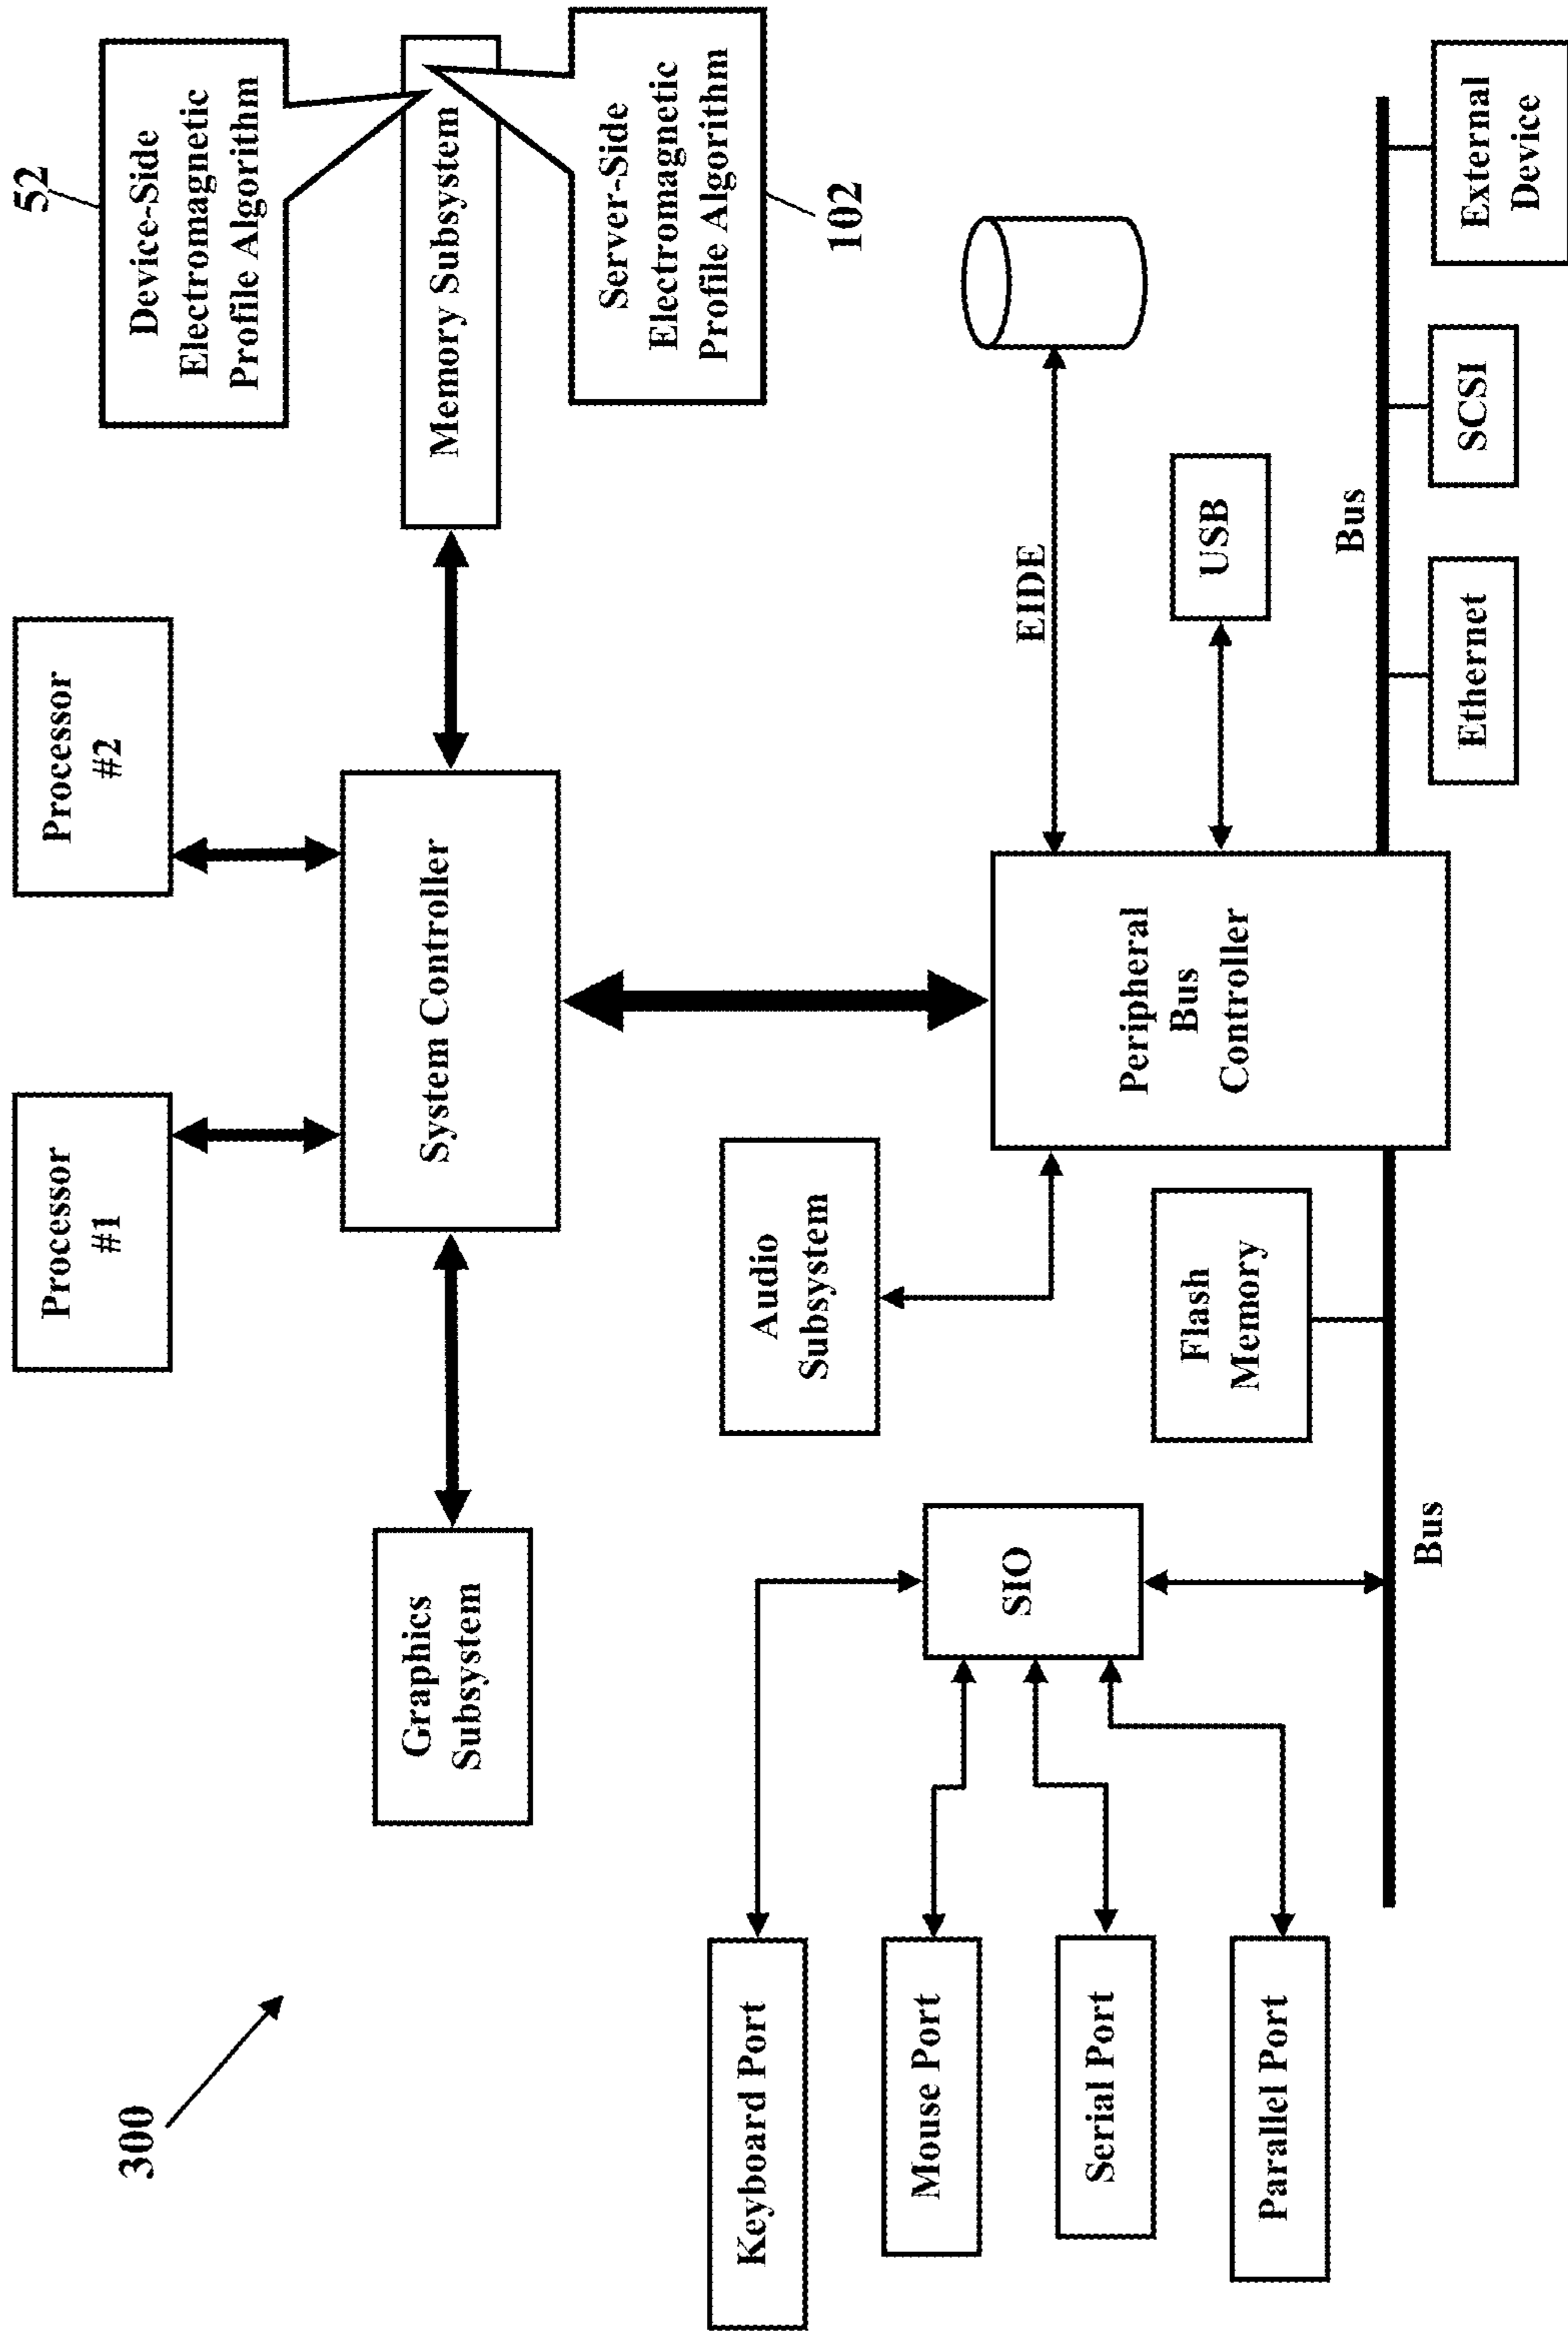 300
52
Device-Side
Electromagnetic
Profile Algorithm
Processor
#1
Processor
#2
Graphics
Subsystem
System Controller
Memory Subsystem
Server-Side
Electromagnetic
Profile Algorithm
102
Keyboard Port
Mouse Port
Serial Port
Parallel Port
SIO
Audio
Subsystem
Flash
Memory
Peripheral
Bus
Controller
EIDE
USB
Bus
Bus
Ethernet
SCSI
External
Device